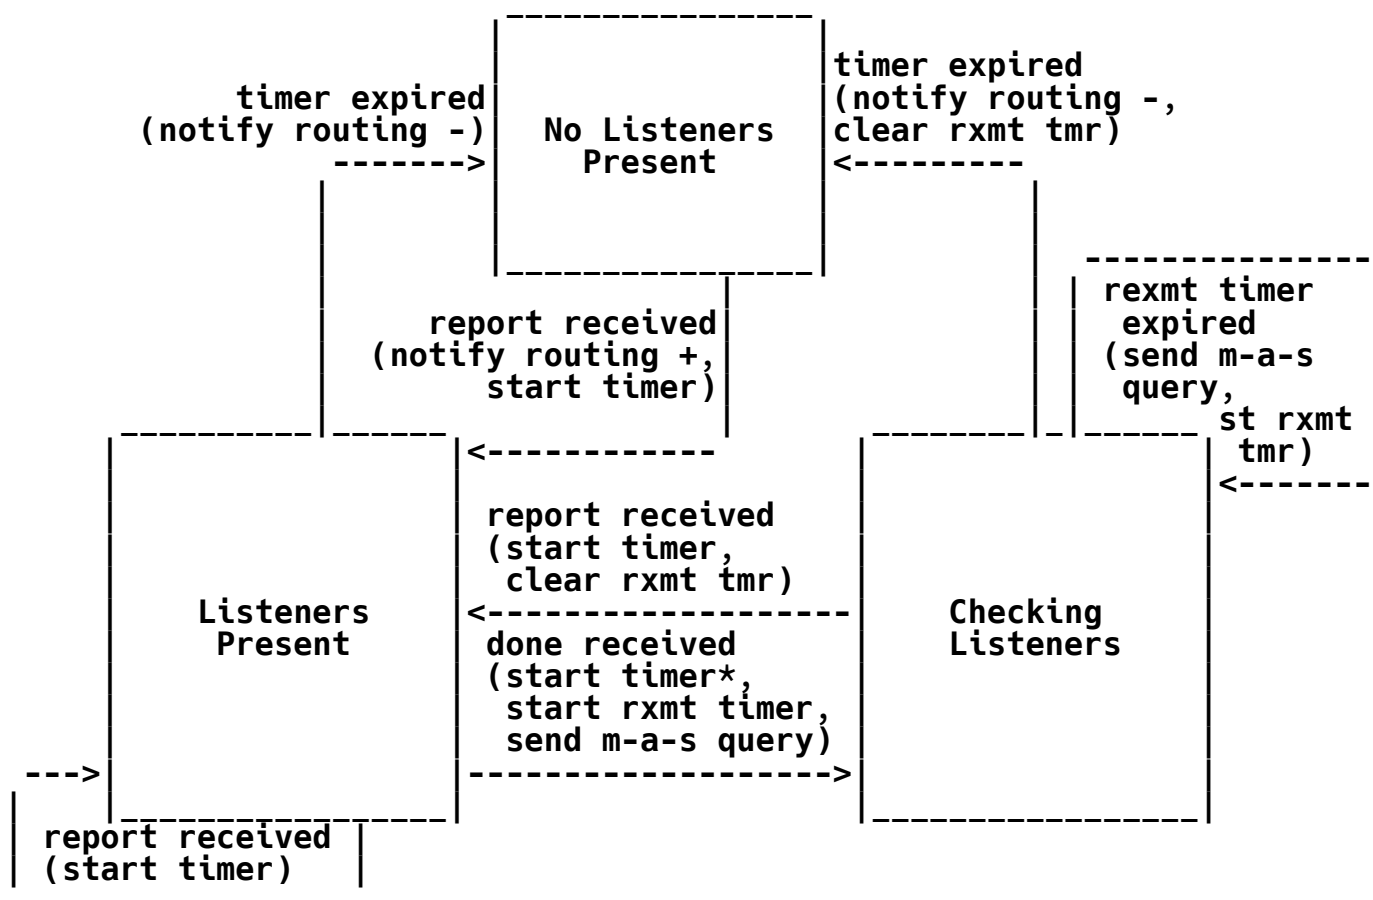 timer expired
(notify routing -)
timer expired
(notify routing -,
clear rxmt tmr)
No Listeners
Present
rexmt timer
expired
(send m-a-s
query,
st rxmt
tmr)
report received
(notify routing +,
start timer)
report received
(start timer,
clear rxmt tmr)
Listeners
Present
Checking
Listeners
done received
(start timer*,
start rxmt timer,
send m-a-s query)
report received
(start timer)